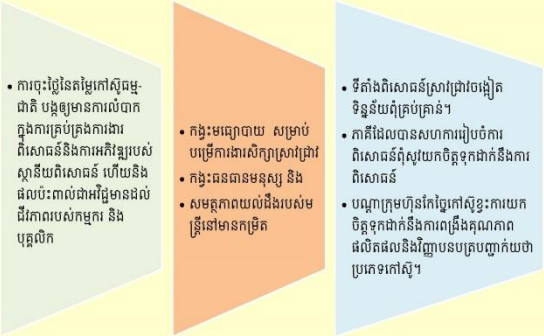 • ការចុះថ្លៃនៃតម្លៃកៅស៊ូធម្ម-
ជាតិ បង្កឲ្យមានការលំបាក
ក្នុងការគ្រប់គ្រងការងារ
ពិសោធន៍និងការអភិវឌ្ឍរបស់
ស្ថានីយពិសោធន៍ ហើយនិង
ផលប៉ះពាល់ជាអវិជ្ជមានដល់
ជីវភាពរបស់កម្មករ និង
បុគ្គលិក
• កង្វះមធ្យោបាយ សម្រាប់
បម្រើការងារសិក្សាស្រាវជ្រាវ
• កង្វះធនធានមនុស្ស និង
• សមត្ថភាពយល់ដឹងរបស់ម
ន្ត្រីនៅមានកម្រិត
• ទីតាំងពិសោធន៍ស្រាវជ្រាវចង្អៀត
ទិន្នន័យពុំគ្រប់គ្រាន់។
• ភាគីដែលបានសហការរៀបចំការ
ពិសោធន៍ពុំសូវយកចិត្តទុកដាក់នឹងការ
ពិសោធន៍
• បណ្តាក្រុមហ៊ុនកែច្នៃកៅស៊ូខ្វះការយក
ចិត្តទុកដាក់នឹងការពង្រឹងគុណភាព
ផលិតផលនិងវិញ្ញាបនបត្របញ្ជាក់យថា
ប្រភេទកៅស៊ូ។